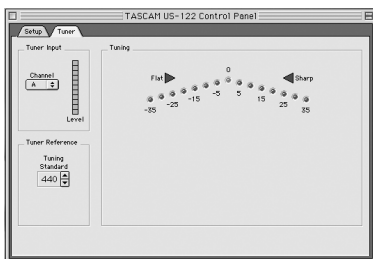 TASCAM US-122 Control Panel
Setup Tuner
Tuner Input
Channel
A
Level
Tuner Reference
Tuning
Standard
440
Tuning
0
Flat Sharp
-5 5
-15 15
-25 25
-35 35